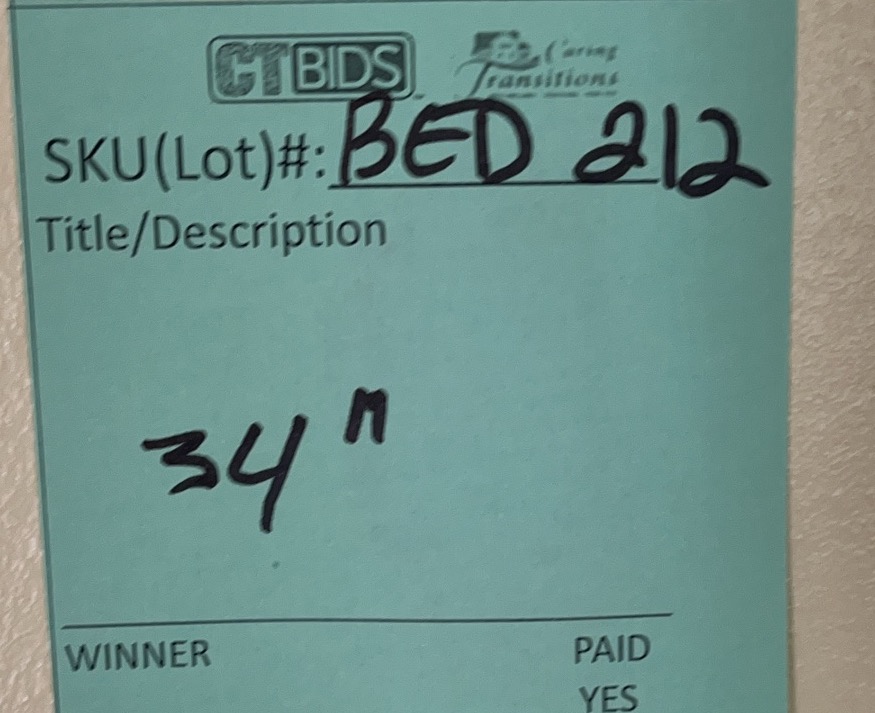 CTBIDS Caring Transitions
SKU(Lot)#: BED 212
Title/Description
34"
WINNER PAID
YES